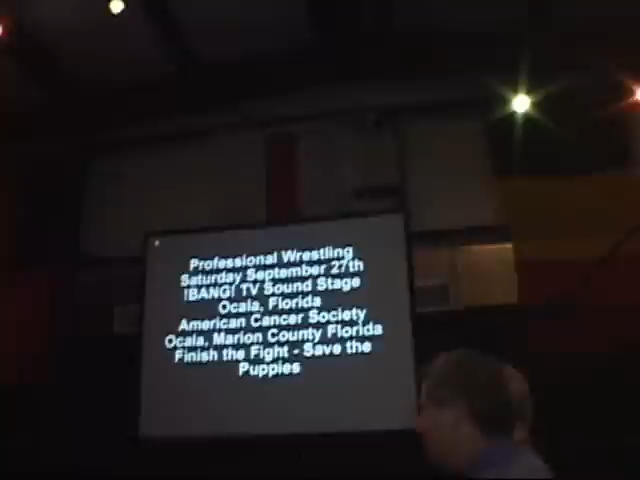 Professional Wrestling
Saturday September 27th
!BANG! TV Sound Stage
Ocala, Florida
American Cancer Society
Ocala, Marion County Florida
Finish the Fight - Save the
Puppies